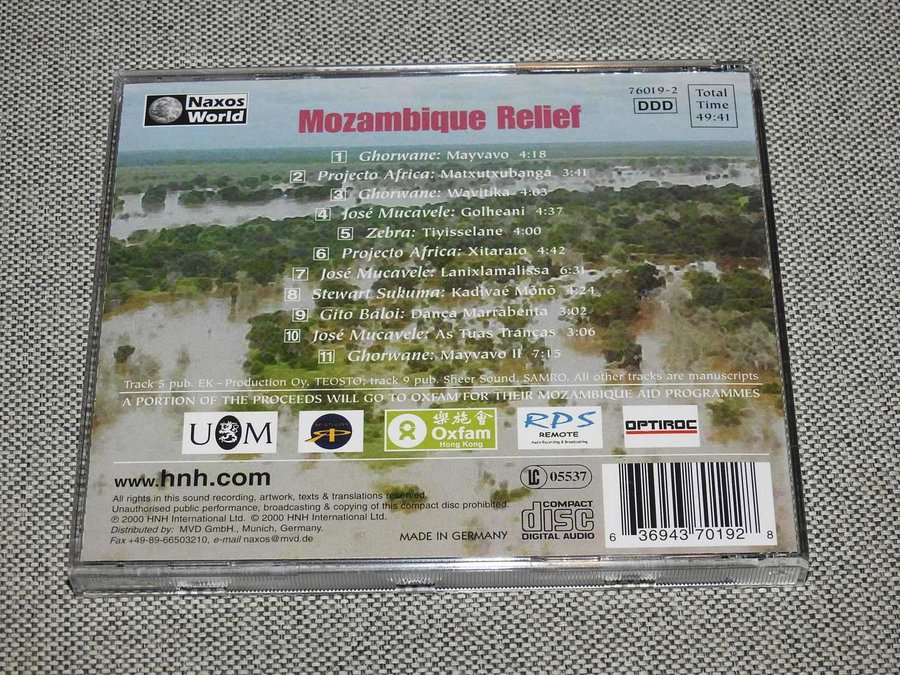 Naxos
World
Mozambique Relief
76019-2
DDD
Total
Time
49:41
1 Ghorwane: Mayvavo 4:18
2 Projecto Africa: Matxutxubanga 3:41
3 Ghorwane: Wavitika 4:03
4 José Mucavele: Golheani 4:37
5 Zebra: Tiyisselane 4:00
6 Projecto Africa: Xitarato 4:42
7 José Mucavele: Lanixlamalissa 6:31
8 Stewart Sukuma: Kadivaé Mõnõ 4:24
9 Gito Baloi: Dança Marrabenta 3:02
10 José Mucavele: As Tuas Tranças 3:06
11 Ghorwane: Mayvavo II 7:15
Track 5 pub. EK–Production Oy, TEOSTO; track 9 pub. Sheer Sound, SAMRO. All other tracks are manuscripts
A PORTION OF THE PROCEEDS WILL GO TO OXFAM FOR THEIR MOZAMBIQUE AID PROGRAMMES
UOM
RP
樂施會
Oxfam
Hong Kong
RPS
REMOTE
Audio Recording & Broadcasting
OPTIROC
www.hnh.com
All rights in this sound recording, artwork, texts & translations reserved.
Unauthorised public performance, broadcasting & copying of this compact disc prohibited.
℗ 2000 HNH International Ltd. © 2000 HNH International Ltd.
Distributed by: MVD GmbH., Munich, Germany.
Fax +49-89-66503210, e-mail naxos@mvd.de
MADE IN GERMANY
LC 05537
COMPACT
disc
DIGITAL AUDIO
6 36943 70192 8